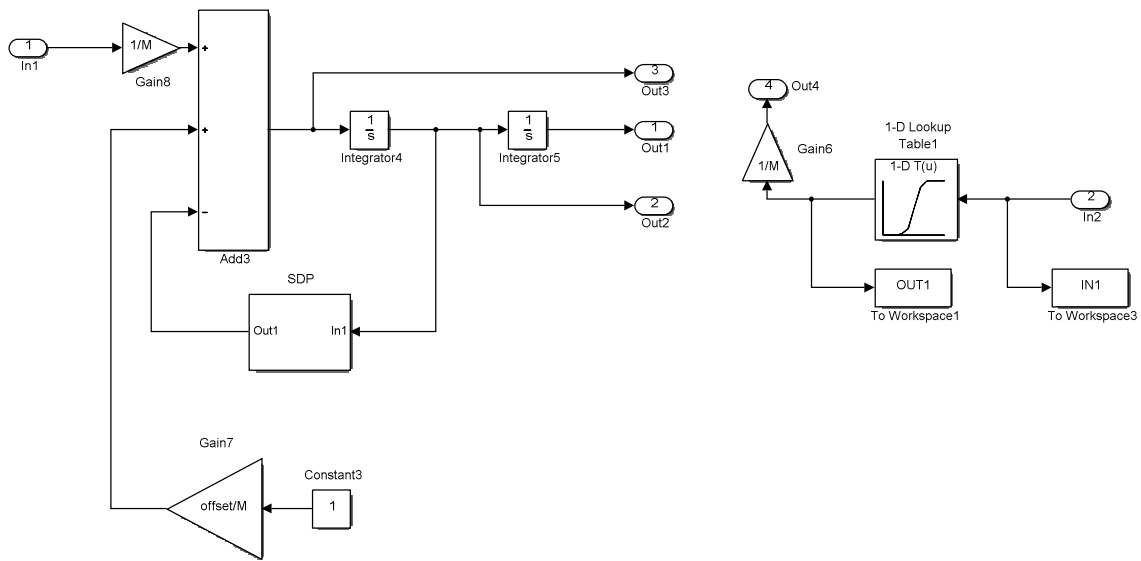 1
In1
1/M
Gain8
+
+
−
Add3
1
s
Integrator4
1
s
Integrator5
3
Out3
1
Out1
2
Out2
SDP
Out1
In1
Gain7
offset/M
Constant3
1
4
Out4
1/M
Gain6
1-D Lookup
Table1
1-D T(u)
2
In2
OUT1
To Workspace1
IN1
To Workspace3